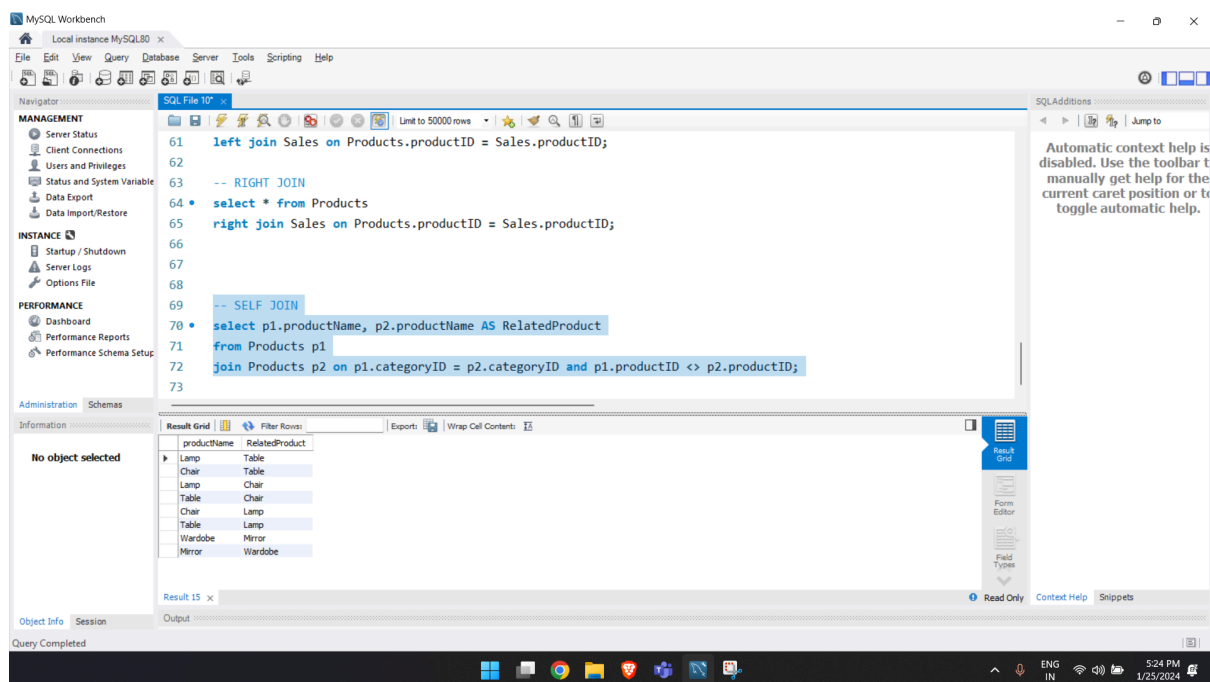 MySQL Workbench
Local instance MySQL80
File Edit View Query Database Server Tools Scripting Help
Navigator
MANAGEMENT
Server Status
Client Connections
Users and Privileges
Status and System Variable
Data Export
Data Import/Restore
INSTANCE
Startup / Shutdown
Server Logs
Options File
PERFORMANCE
Dashboard
Performance Reports
Performance Schema Setup
Administration Schemas
Information
No object selected
Object Info Session
Query Completed
SQL File 10*
Limit to 50000 rows
61 left join Sales on Products.productID = Sales.productID;
62
63 -- RIGHT JOIN
64 select * from Products
65 right join Sales on Products.productID = Sales.productID;
66
67
68
69 -- SELF JOIN
70 select p1.productName, p2.productName AS RelatedProduct
71 from Products p1
72 join Products p2 on p1.categoryID = p2.categoryID and p1.productID <> p2.productID;
73
Result Grid Filter Rows: Export: Wrap Cell Content:
productName RelatedProduct
Lamp Table
Chair Table
Lamp Chair
Table Chair
Chair Lamp
Table Lamp
Wardobe Mirror
Mirror Wardobe
Result Grid
Form Editor
Field Types
Result 15
Read Only
Output
SQLAdditions
Jump to
Automatic context help is
disabled. Use the toolbar t
manually get help for the
current caret position or to
toggle automatic help.
Context Help Snippets
ENG
IN
5:24 PM
1/25/2024